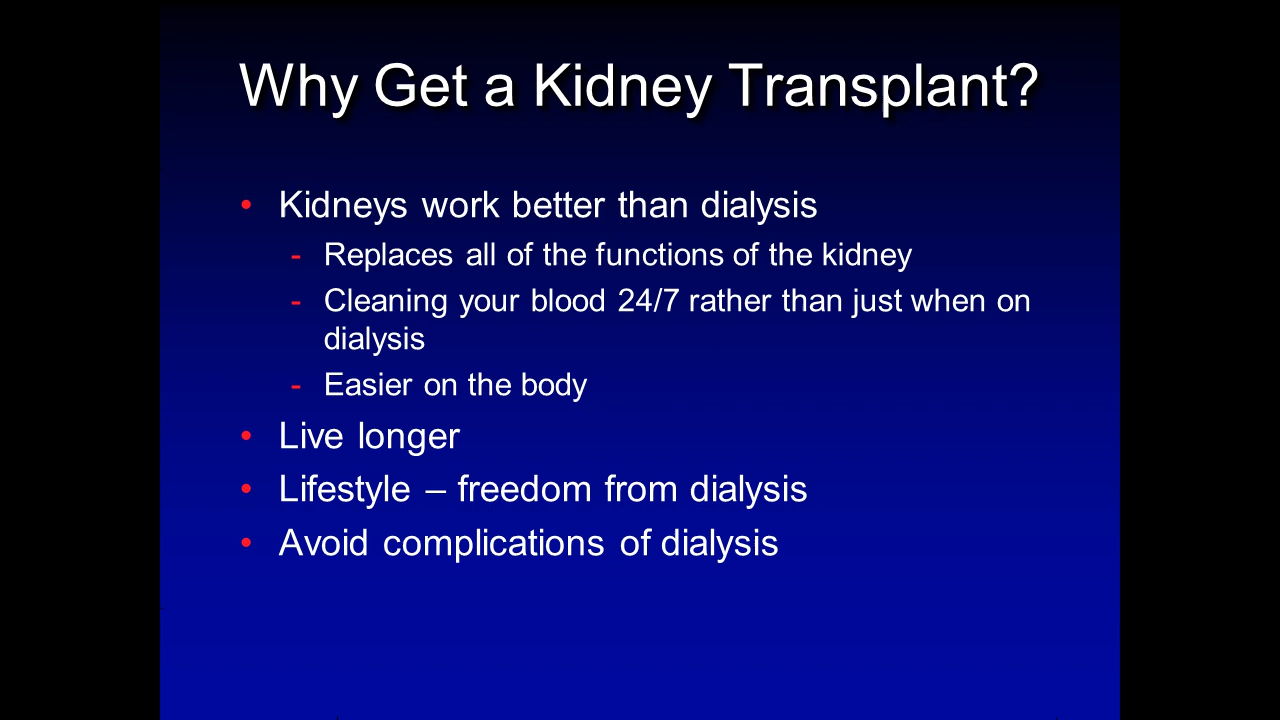 Why Get a Kidney Transplant?
• Kidneys work better than dialysis
- Replaces all of the functions of the kidney
- Cleaning your blood 24/7 rather than just when on
dialysis
- Easier on the body
• Live longer
• Lifestyle – freedom from dialysis
• Avoid complications of dialysis